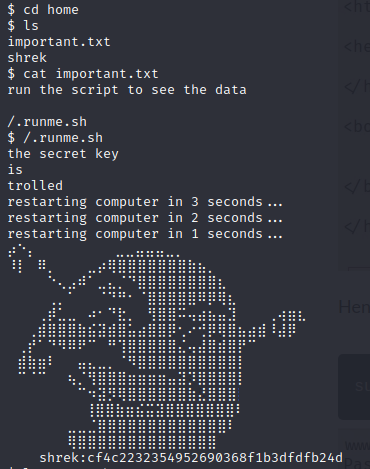 $ cd home
$ ls
important.txt
shrek
$ cat important.txt
run the script to see the data
/.runme.sh
$ /.runme.sh
the secret key
is
trolled
restarting computer in 3 seconds...
restarting computer in 2 seconds...
restarting computer in 1 seconds...
shrek:cf4c2232354952690368f1b3dfdfb24d